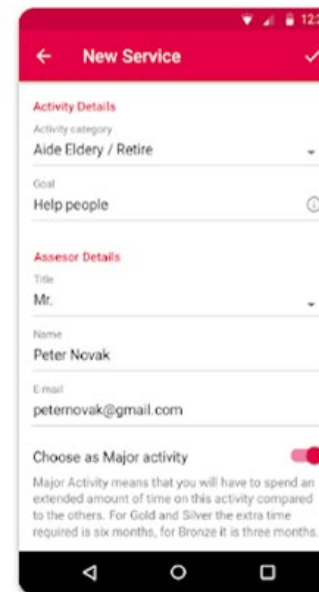 12:
New Service
Activity Details
Activity category
Aide Eldery / Retire
Goal
Help people
Assesor Details
Title
Mr.
Name
Peter Novak
E-mail
peternovak@gmail.com
Choose as Major activity
Major Activity means that you will have to spend an
extended amount of time on this activity compared
to the others. For Gold and Silver the extra time
required is six months, for Bronze it is three months.